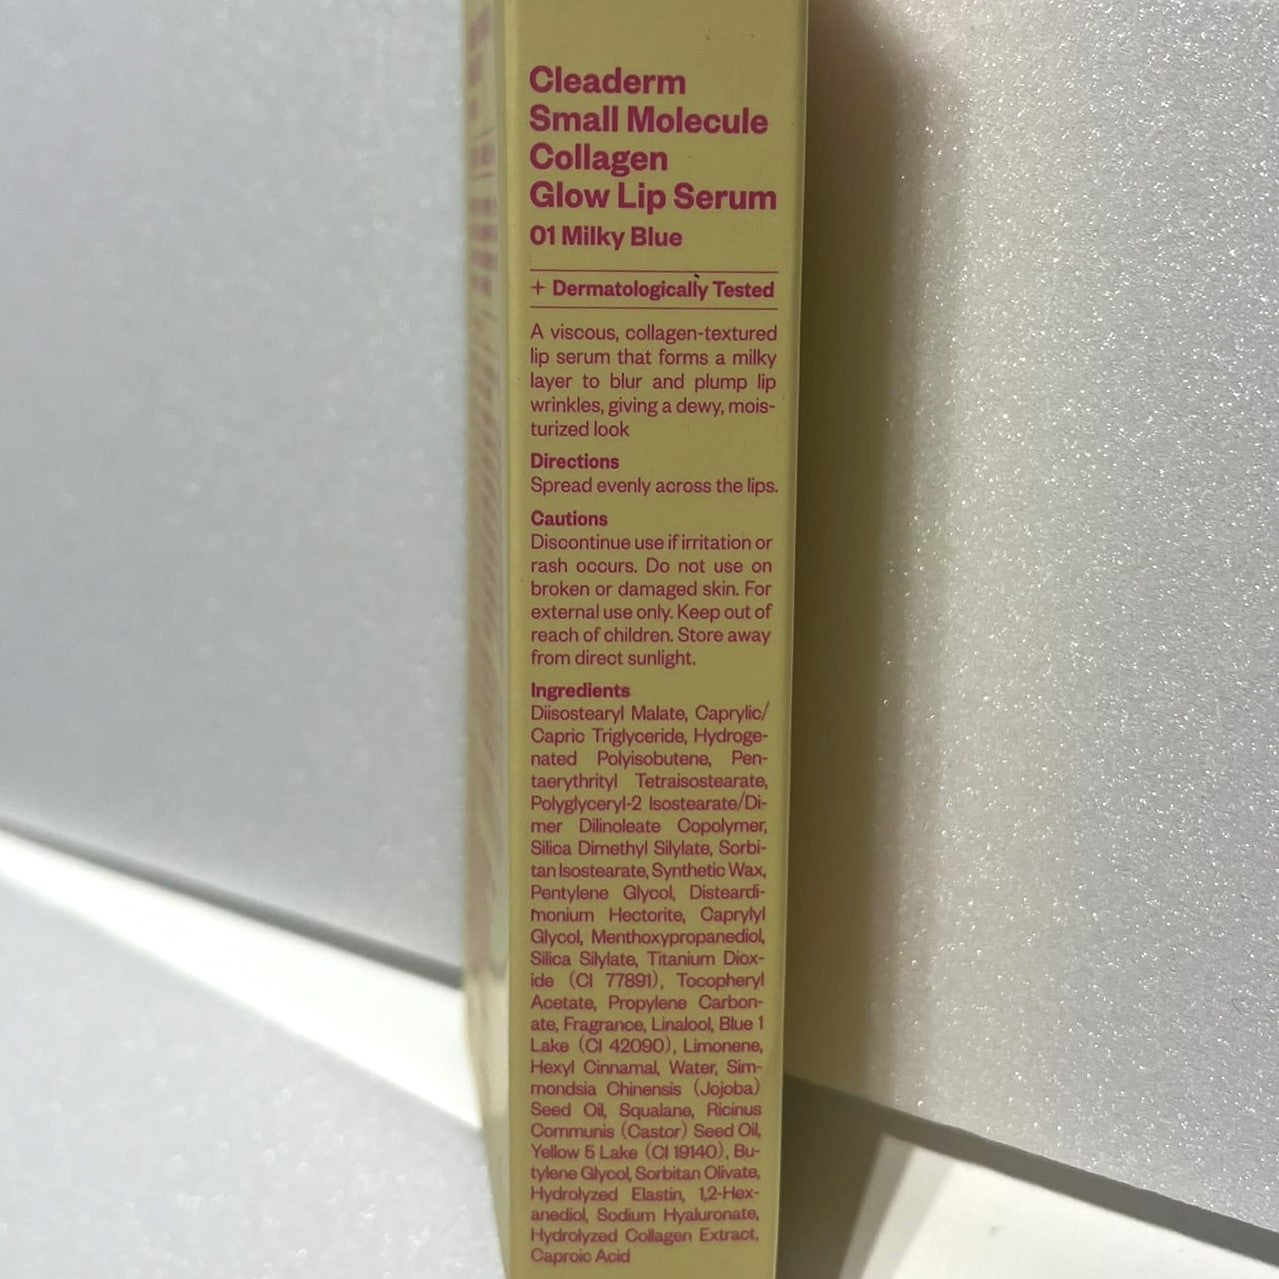 Cleaderm
Small Molecule
Collagen
Glow Lip Serum
01 Milky Blue
+ Dermatologically Tested
A viscous, collagen-textured
lip serum that forms a milky
layer to blur and plump lip
wrinkles, giving a dewy, mois-
turized look
Directions
Spread evenly across the lips.
Cautions
Discontinue use if irritation or
rash occurs. Do not use on
broken or damaged skin. For
external use only. Keep out of
reach of children. Store away
from direct sunlight.
Ingredients
Diisostearyl Malate, Caprylic/
Capric Triglyceride, Hydroge-
nated Polyisobutene, Pen-
taerythrityl Tetraisostearate,
Polyglyceryl-2 Isostearate/Di-
mer Dilinoleate Copolymer,
Silica Dimethyl Silylate, Sorbi-
tan Isostearate, Synthetic Wax,
Pentylene Glycol, Disteardi-
monium Hectorite, Caprylyl
Glycol, Menthoxypropanediol,
Silica Silylate, Titanium Diox-
ide (CI 77891), Tocopheryl
Acetate, Propylene Carbon-
ate, Fragrance, Linalool, Blue 1
Lake (CI 42090), Limonene,
Hexyl Cinnamal, Water, Sim-
mondsia Chinensis (Jojoba)
Seed Oil, Squalane, Ricinus
Communis (Castor) Seed Oil,
Yellow 5 Lake (CI 19140), Bu-
tylene Glycol, Sorbitan Olivate,
Hydrolyzed Elastin, 1,2-Hex-
anediol, Sodium Hyaluronate,
Hydrolyzed Collagen Extract,
Caproic Acid